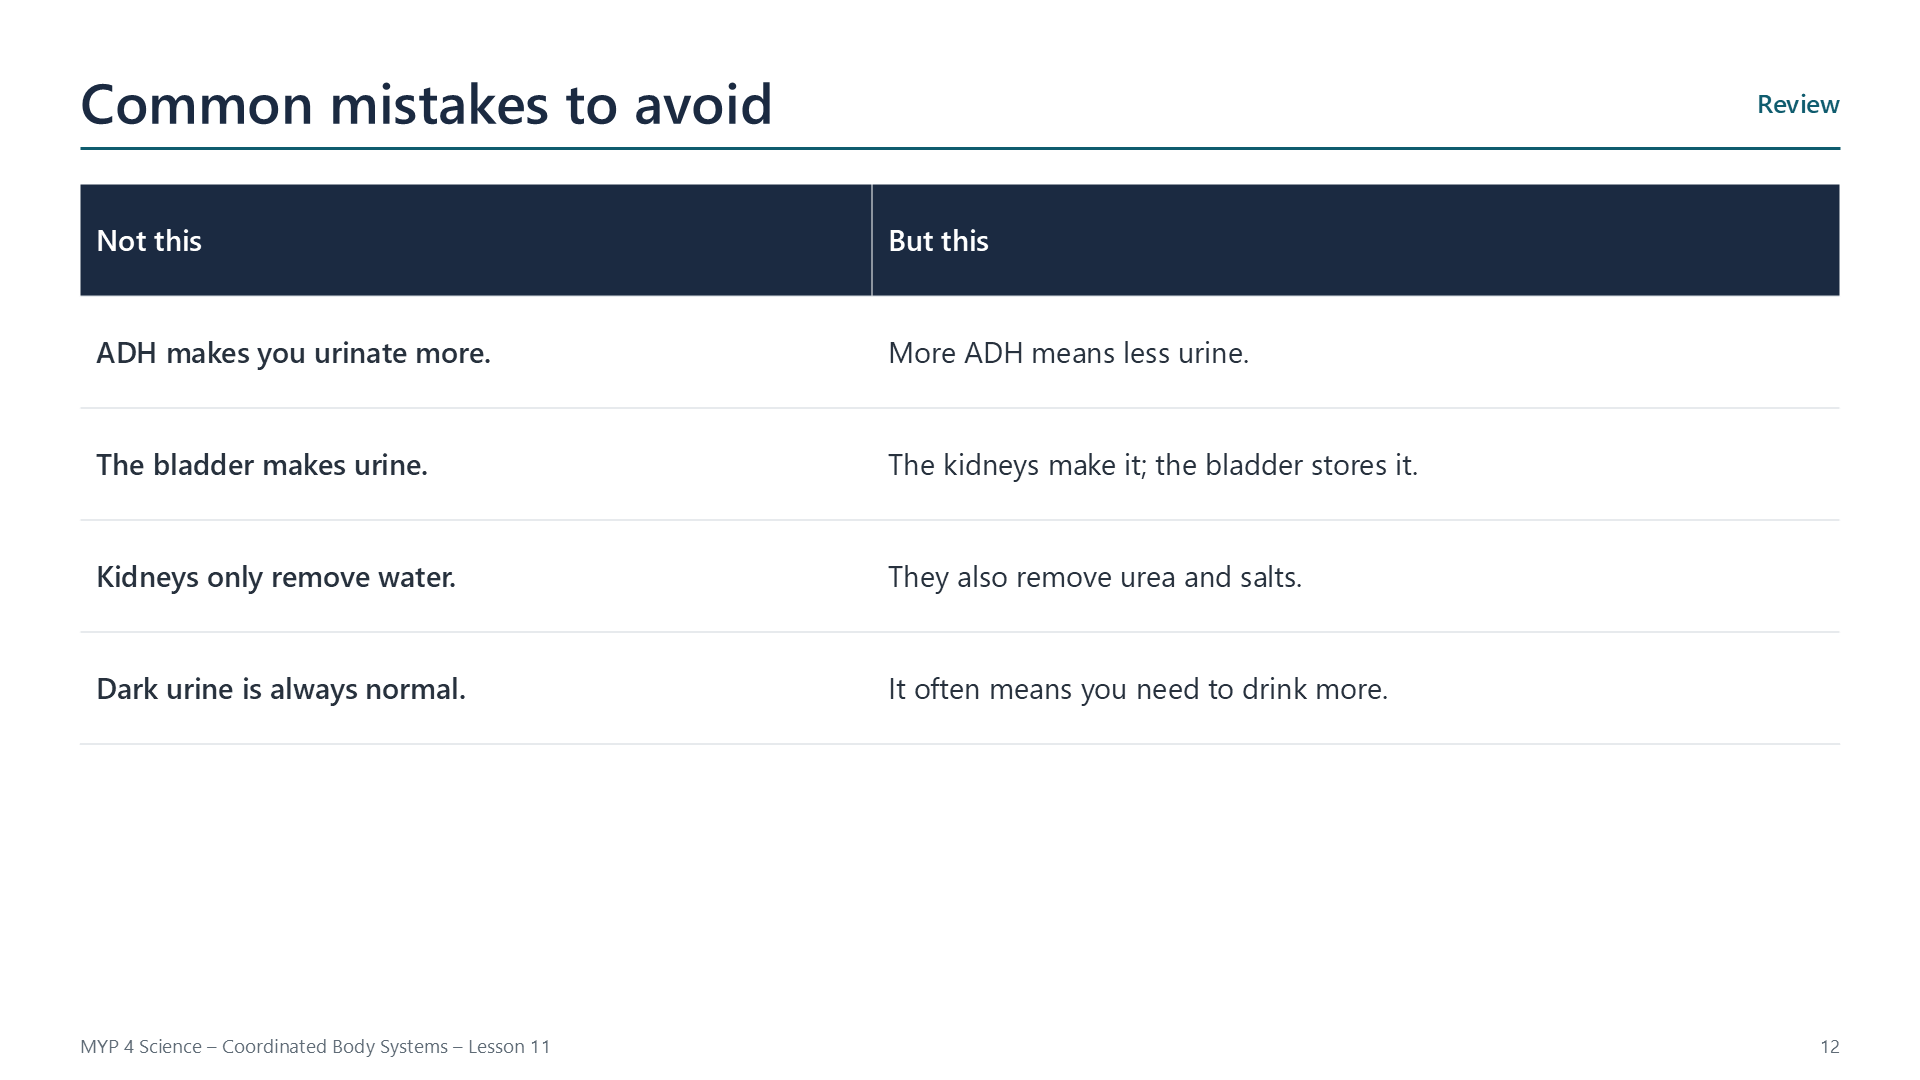 Common mistakes to avoid
Review
Not this
But this
ADH makes you urinate more.
More ADH means less urine.
The bladder makes urine.
The kidneys make it; the bladder stores it.
Kidneys only remove water.
They also remove urea and salts.
Dark urine is always normal.
It often means you need to drink more.
MYP 4 Science – Coordinated Body Systems – Lesson 11
12